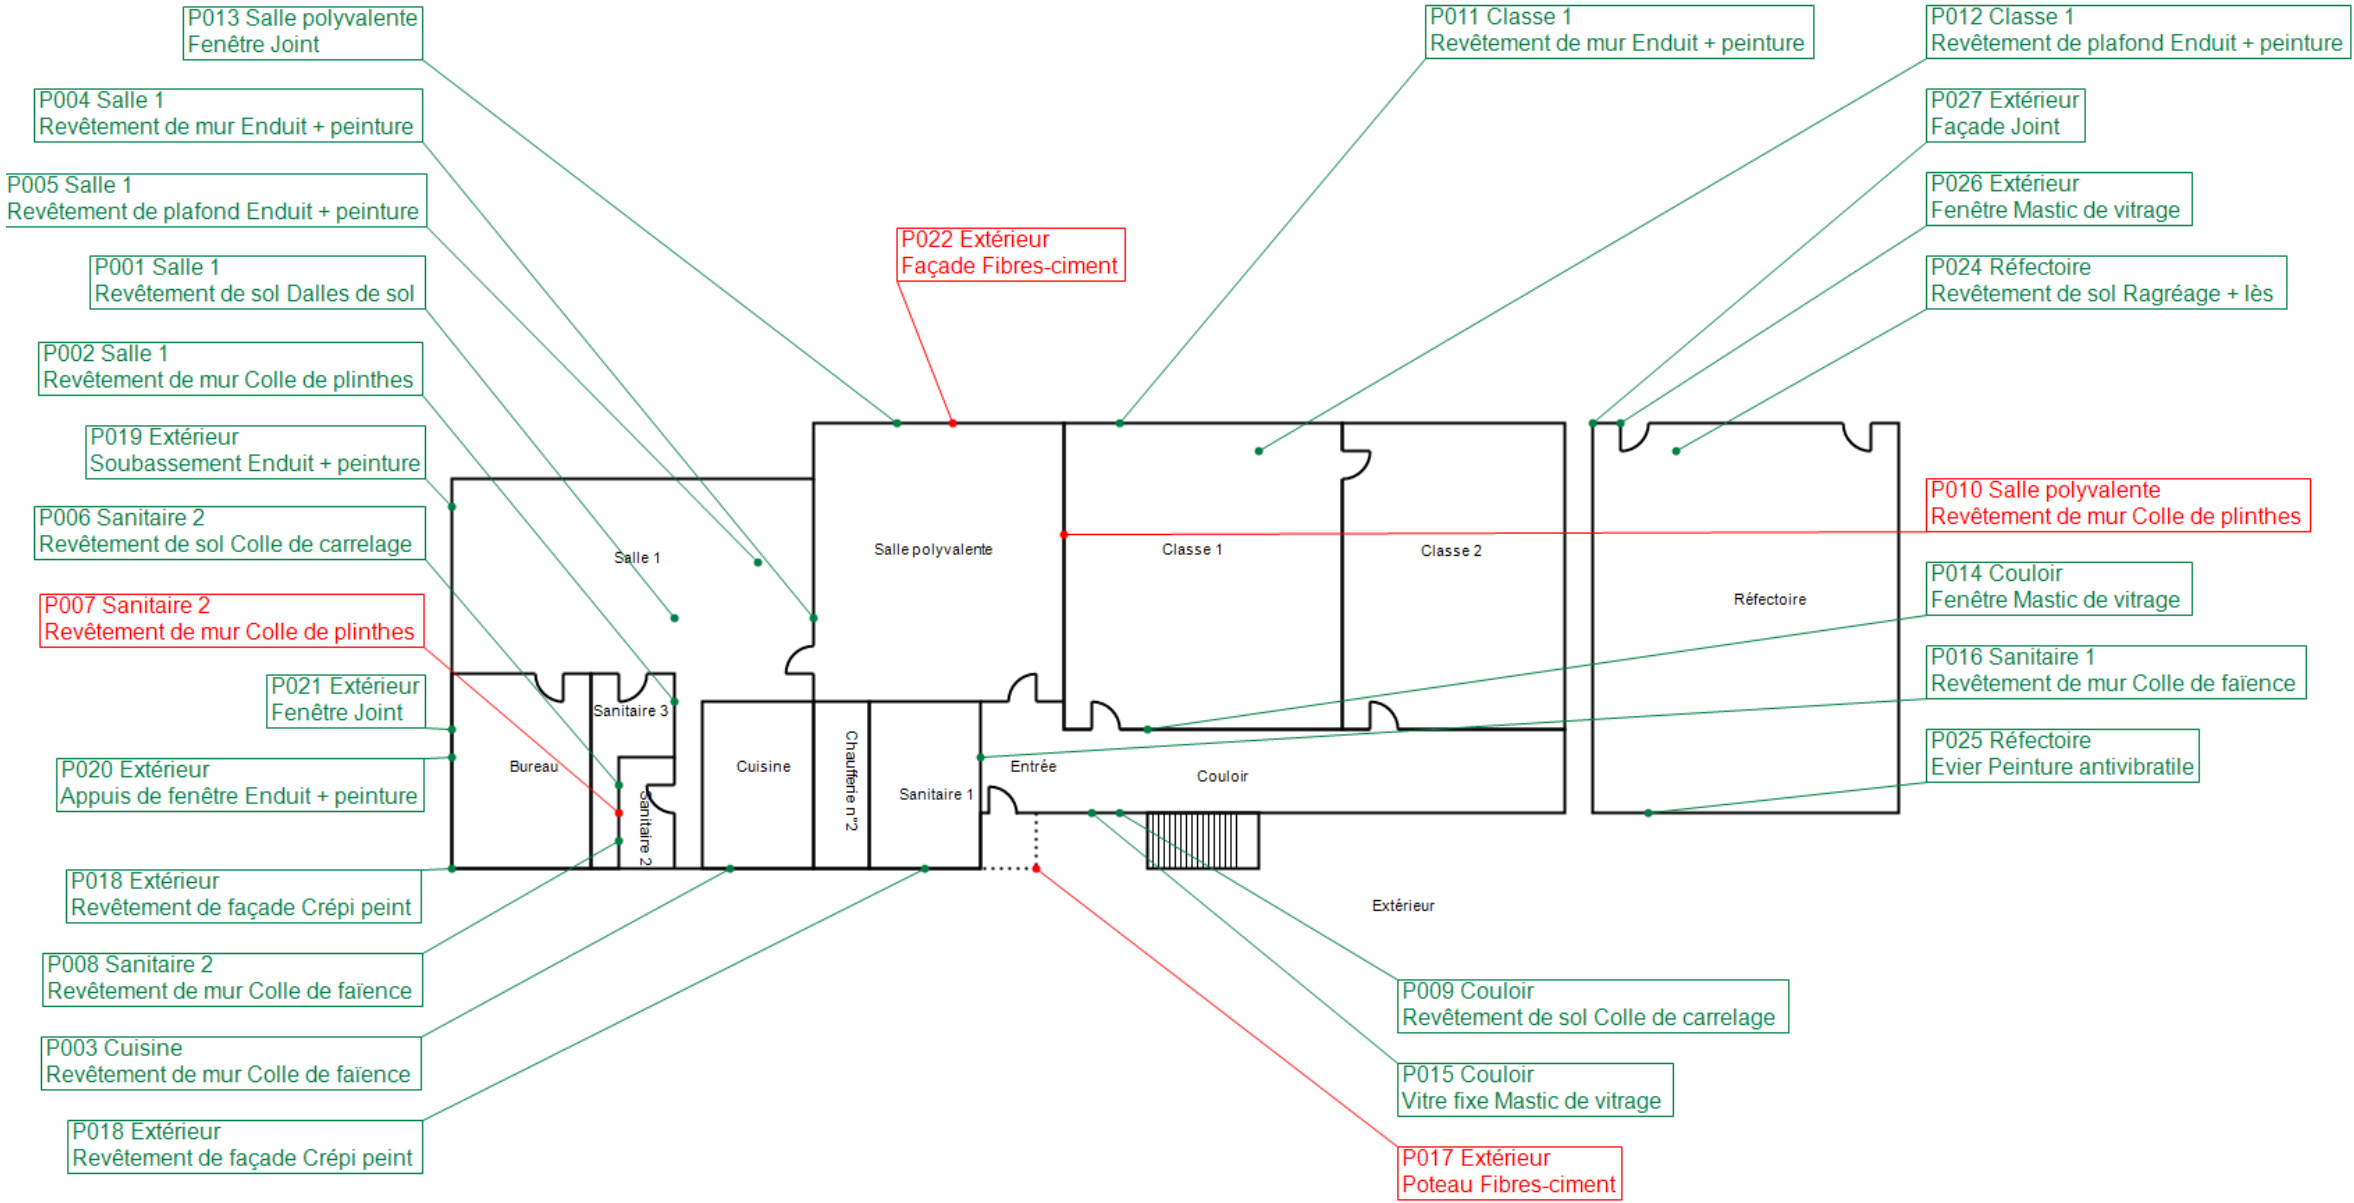 P013 Salle polyvalente
Fenêtre Joint
P011 Classe 1
Revêtement de mur Enduit + peinture
P012 Classe 1
Revêtement de plafond Enduit + peinture
P004 Salle 1
Revêtement de mur Enduit + peinture
P027 Extérieur
Façade Joint
P005 Salle 1
Revêtement de plafond Enduit + peinture
P026 Extérieur
Fenêtre Mastic de vitrage
P022 Extérieur
Façade Fibres-ciment
P001 Salle 1
Revêtement de sol Dalles de sol
P024 Réfectoire
Revêtement de sol Ragréage + lès
P002 Salle 1
Revêtement de mur Colle de plinthes
P019 Extérieur
Soubassement Enduit + peinture
P010 Salle polyvalente
Revêtement de mur Colle de plinthes
P006 Sanitaire 2
Revêtement de sol Colle de carrelage
Salle 1
Salle polyvalente
Classe 1
Classe 2
P014 Couloir
Fenêtre Mastic de vitrage
P007 Sanitaire 2
Revêtement de mur Colle de plinthes
Réfectoire
P016 Sanitaire 1
Revêtement de mur Colle de faïence
P021 Extérieur
Fenêtre Joint
Sanitaire 3
P025 Réfectoire
Evier Peinture antivibratile
P020 Extérieur
Appuis de fenêtre Enduit + peinture
Bureau
Sanitaire 2
Cuisine
Chaufferie n°2
Sanitaire 1
Entrée
Couloir
P018 Extérieur
Revêtement de façade Crépi peint
Extérieur
P008 Sanitaire 2
Revêtement de mur Colle de faïence
P009 Couloir
Revêtement de sol Colle de carrelage
P003 Cuisine
Revêtement de mur Colle de faïence
P015 Couloir
Vitre fixe Mastic de vitrage
P018 Extérieur
Revêtement de façade Crépi peint
P017 Extérieur
Poteau Fibres-ciment